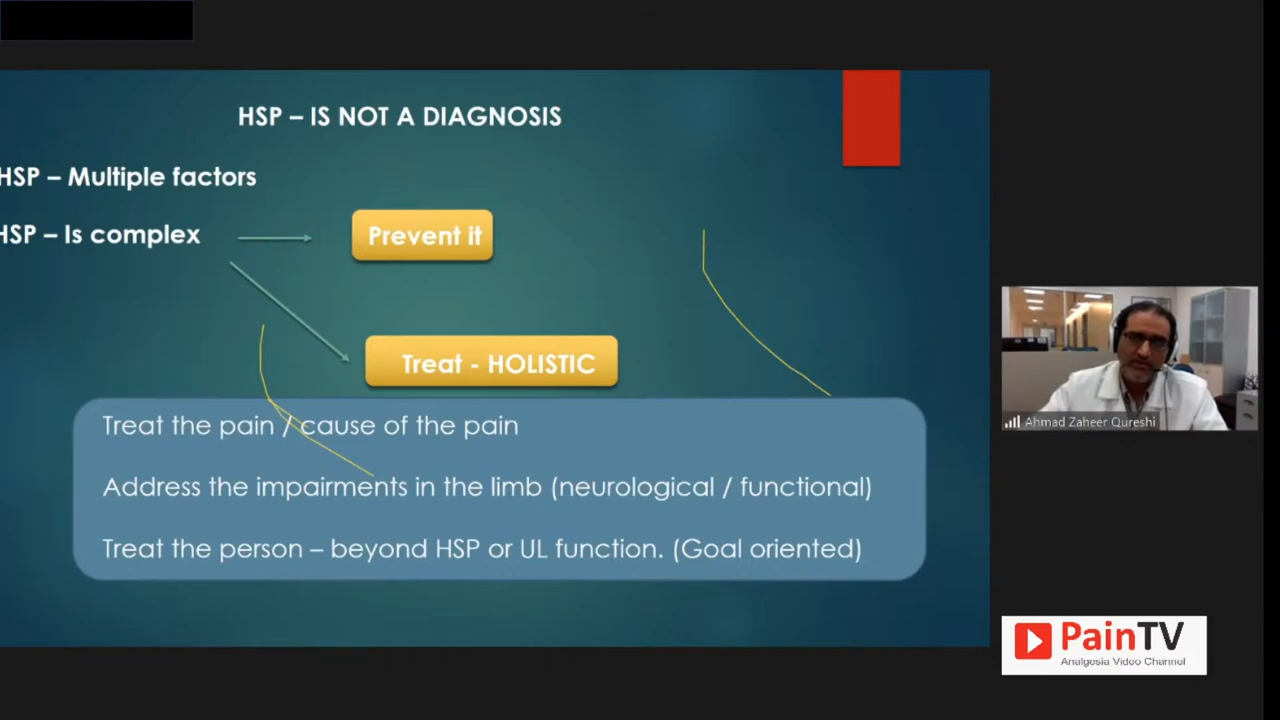 HSP – IS NOT A DIAGNOSIS
HSP – Multiple factors
HSP – Is complex
Prevent it
Treat - HOLISTIC
Treat the pain / cause of the pain
Address the impairments in the limb (neurological / functional)
Treat the person – beyond HSP or UL function. (Goal oriented)
Ahmad Zaheer Qureshi
PainTV
Analgesia Video Channel